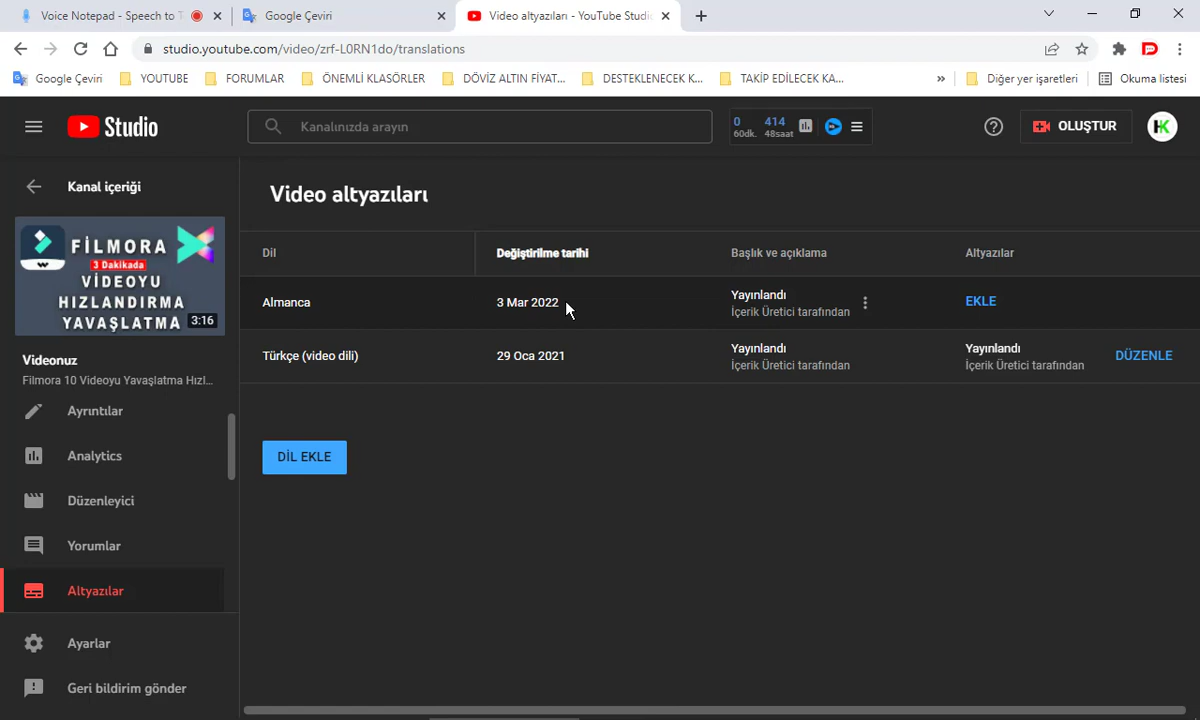 Voice Notepad - Speech to T
Google Çeviri
Video altyazıları - YouTube Studio
studio.youtube.com/video/zrf-L0RN1do/translations
Google Çeviri
YOUTUBE
FORUMLAR
ÖNEMLİ KLASÖRLER
DÖVİZ ALTIN FİYAT...
DESTEKLENECEK K...
TAKİP EDİLECEK KA...
»
Diğer yer işaretleri
Okuma listesi
Studio
Kanalınızda arayın
0 414
60dk. 48saat
OLUŞTUR
HK
Kanal içeriği
FİLMORA
3 Dakikada
VİDEOYU
HIZLANDIRMA
YAVAŞLATMA
3:16
Videonuz
Filmora 10 Videoyu Yavaşlatma Hızl...
Ayrıntılar
Analytics
Düzenleyici
Yorumlar
Altyazılar
Ayarlar
Geri bildirim gönder
Video altyazıları
Dil Değiştirilme tarihi Başlık ve açıklama Altyazılar
Almanca 3 Mar 2022 Yayınlandı EKLE
İçerik Üretici tarafından
Türkçe (video dili) 29 Oca 2021 Yayınlandı Yayınlandı DÜZENLE
İçerik Üretici tarafından İçerik Üretici tarafından
DİL EKLE